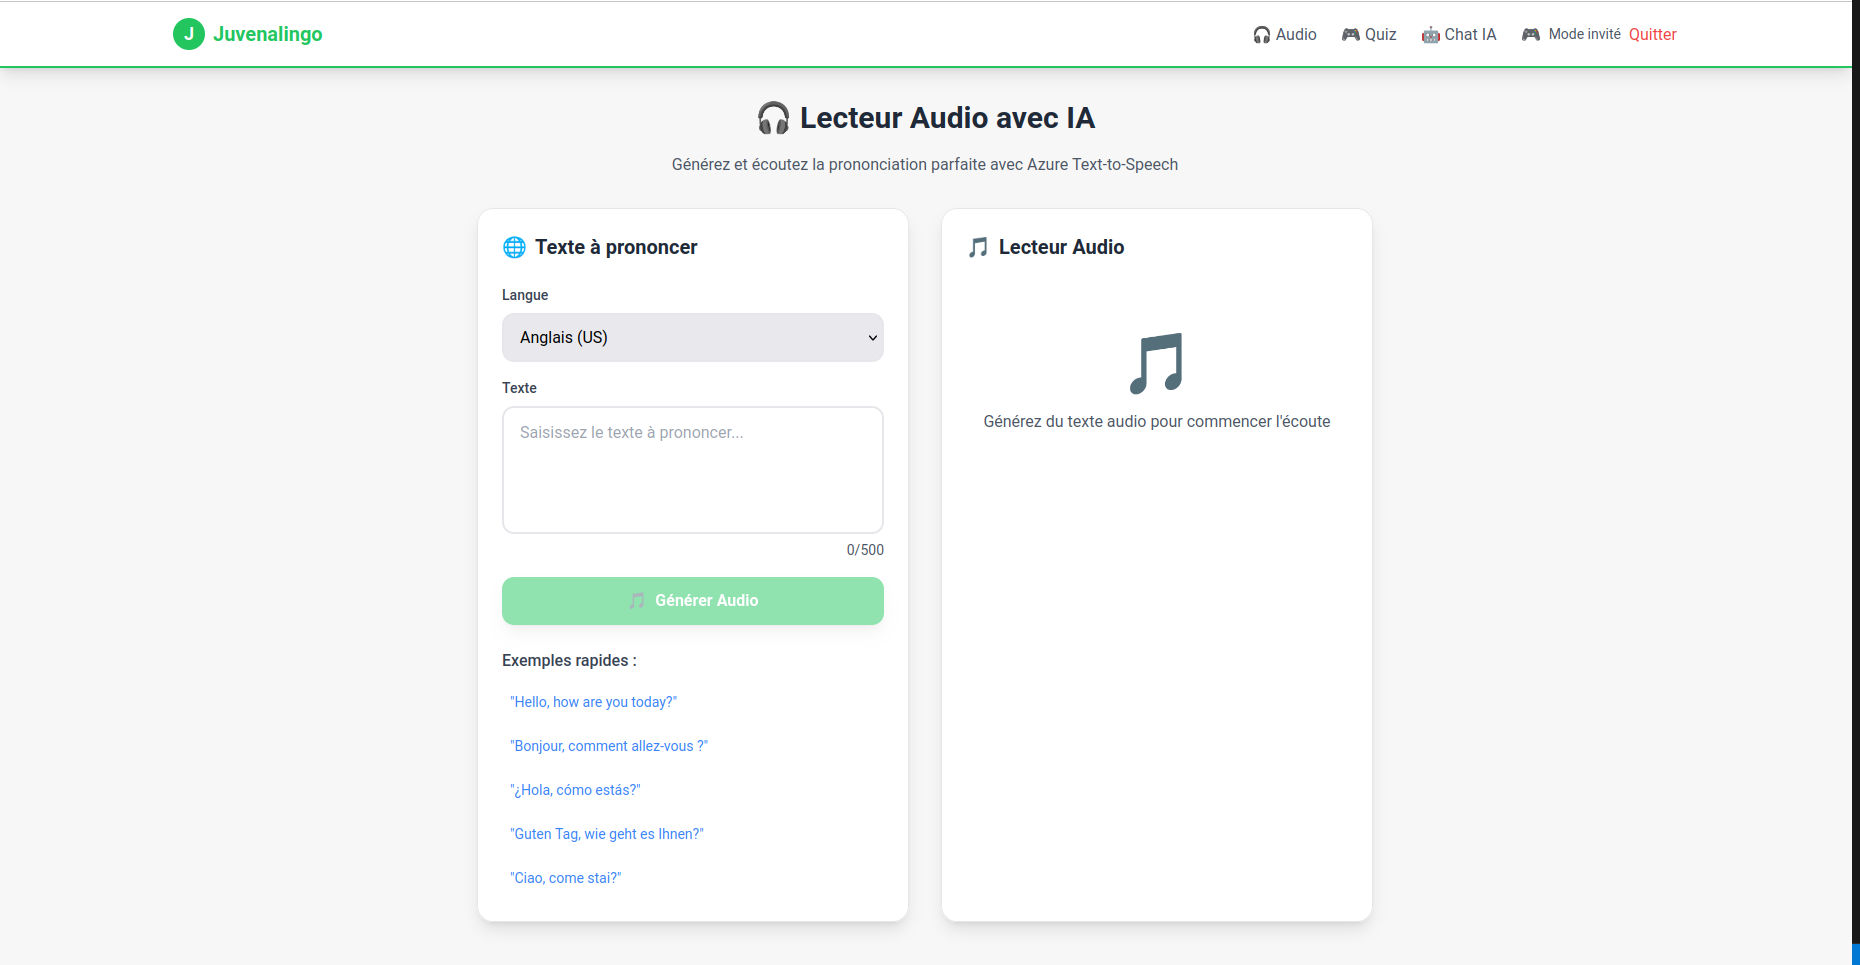 J Juvenalingo
🎧 Audio 🎮 Quiz 🤖 Chat IA 🎮 Mode invité Quitter
🎧 Lecteur Audio avec IA
Générez et écoutez la prononciation parfaite avec Azure Text-to-Speech
🌐 Texte à prononcer
Langue
Anglais (US)
Texte
Saisissez le texte à prononcer...
0/500
🎵 Générer Audio
Exemples rapides :
"Hello, how are you today?"
"Bonjour, comment allez-vous ?"
"¿Hola, cómo estás?"
"Guten Tag, wie geht es Ihnen?"
"Ciao, come stai?"
🎵 Lecteur Audio
🎵
Générez du texte audio pour commencer l'écoute